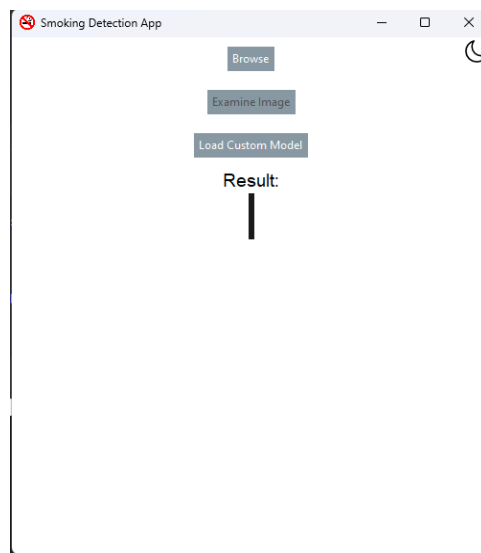 Smoking Detection App
Browse
Examine Image
Load Custom Model
Result: